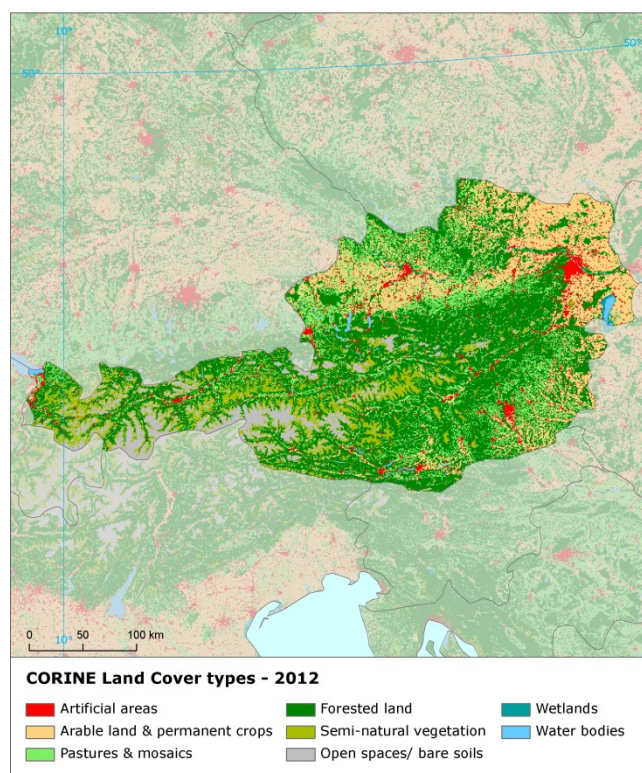 10°
50°
50°
0 50 100 km
10°
CORINE Land Cover types - 2012
Artificial areas
Forested land
Wetlands
Arable land & permanent crops
Semi-natural vegetation
Water bodies
Pastures & mosaics
Open spaces/ bare soils